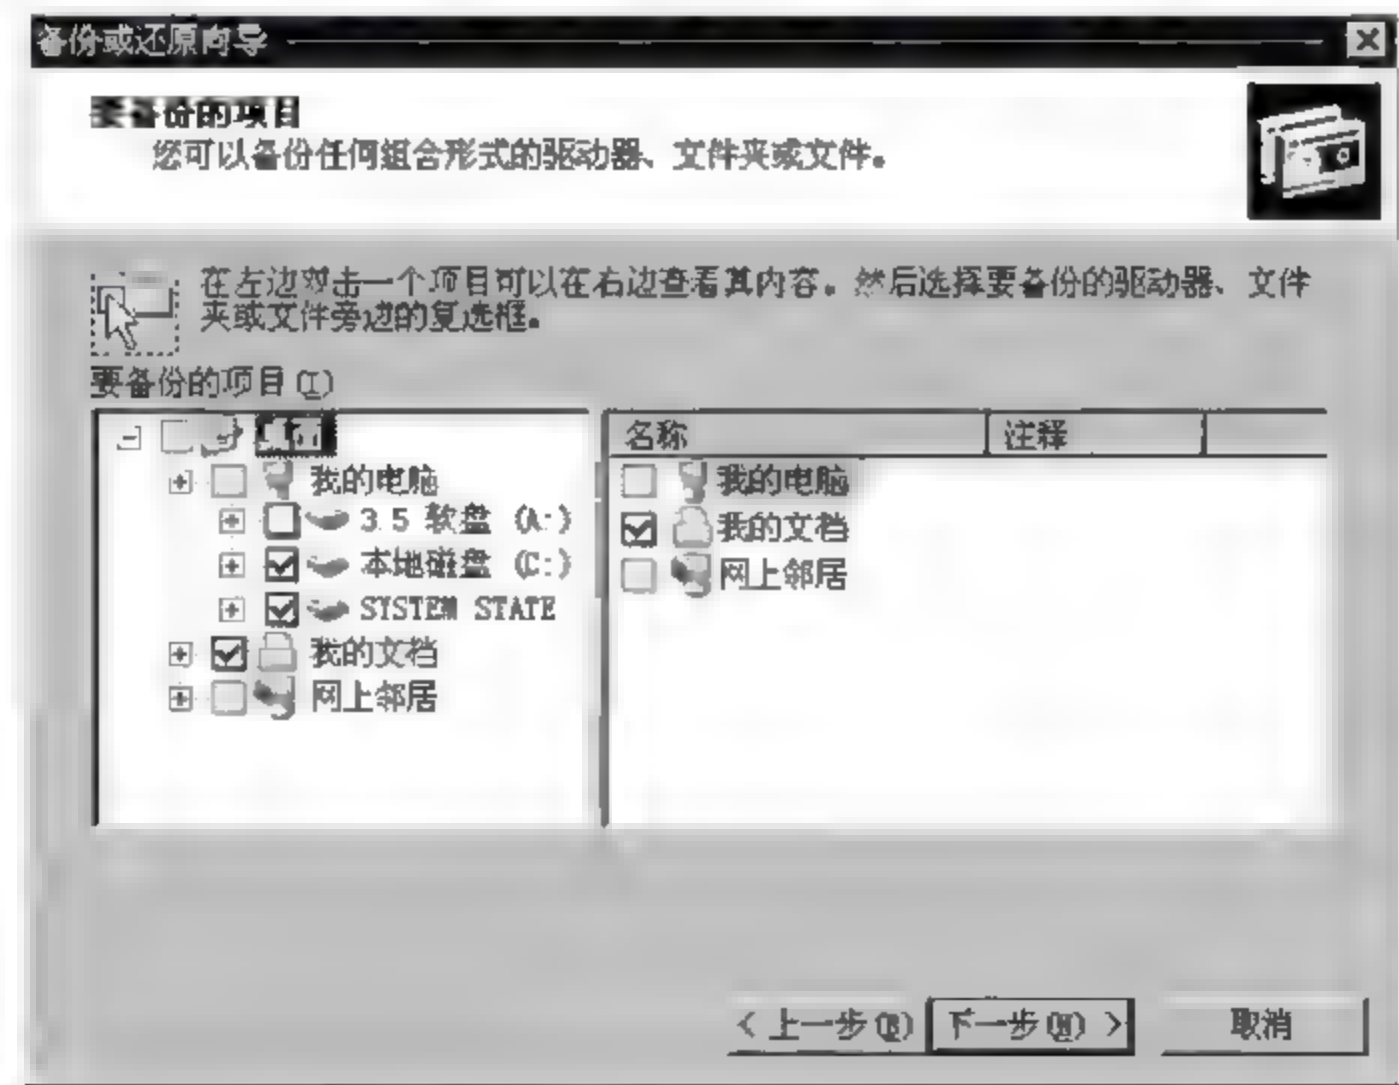 备份或还原向导
要备份的项目
您可以备份任何组合形式的驱动器、文件夹或文件。
在左边双击一个项目可以在右边查看其内容。然后选择要备份的驱动器、文件
夹或文件旁边的复选框。
要备份的项目(I)
桌面
我的电脑
3.5 软盘 (A:)
本地磁盘 (C:)
SYSTEM STATE
我的文档
网上邻居
名称 注释
我的电脑
我的文档
网上邻居
< 上一步(B) 下一步(N) > 取消